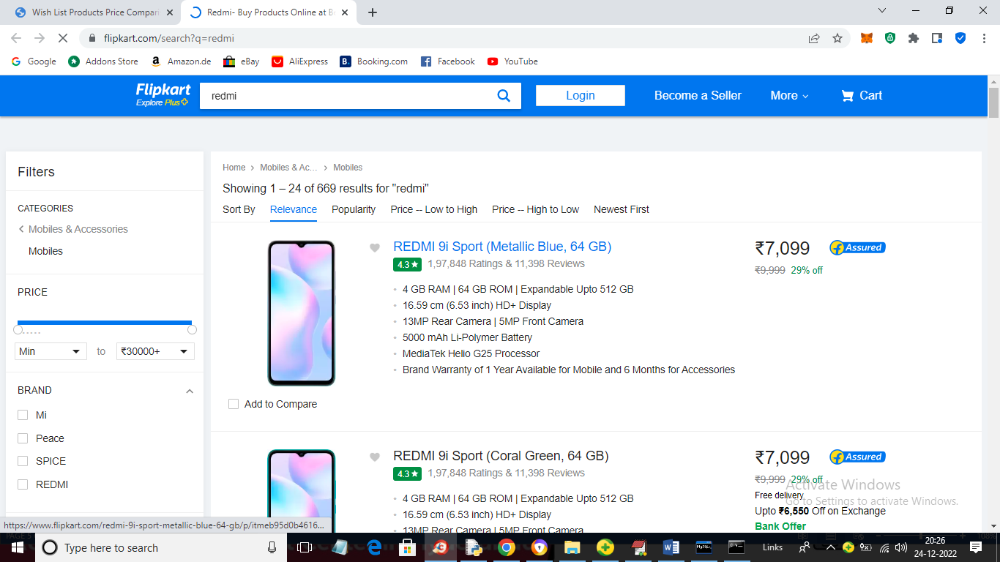 Wish List Products Price Compari
Redmi- Buy Products Online at Be
flipkart.com/search?q=redmi
Google
Addons Store
Amazon.de
eBay
AliExpress
Booking.com
Facebook
YouTube
Flipkart
Explore Plus
redmi
Login
Become a Seller
More
Cart
Filters
CATEGORIES
Mobiles & Accessories
Mobiles
PRICE
Min
to
₹30000+
BRAND
Mi
Peace
SPICE
REDMI
Home
Mobiles & Ac...
Mobiles
Showing 1 – 24 of 669 results for "redmi"
Sort By Relevance Popularity Price -- Low to High Price -- High to Low Newest First
REDMI 9i Sport (Metallic Blue, 64 GB)
4.3★ 1,97,848 Ratings & 11,398 Reviews
4 GB RAM | 64 GB ROM | Expandable Upto 512 GB
16.59 cm (6.53 inch) HD+ Display
13MP Rear Camera | 5MP Front Camera
5000 mAh Li-Polymer Battery
MediaTek Helio G25 Processor
Brand Warranty of 1 Year Available for Mobile and 6 Months for Accessories
₹7,099
Assured
₹9,999 29% off
Add to Compare
REDMI 9i Sport (Coral Green, 64 GB)
4.3★ 1,97,848 Ratings & 11,398 Reviews
4 GB RAM | 64 GB ROM | Expandable Upto 512 GB
16.59 cm (6.53 inch) HD+ Display
13MP Rear Camera | 5MP Front Camera
₹7,099
Assured
₹9,999 29% off
Free delivery
Upto ₹6,550 Off on Exchange
Bank Offer
Activate Windows
Go to Settings to activate Windows.
https://www.flipkart.com/redmi-9i-sport-metallic-blue-64-gb/p/itmeb95d0b4616...
Type here to search
Links
20:26
24-12-2022